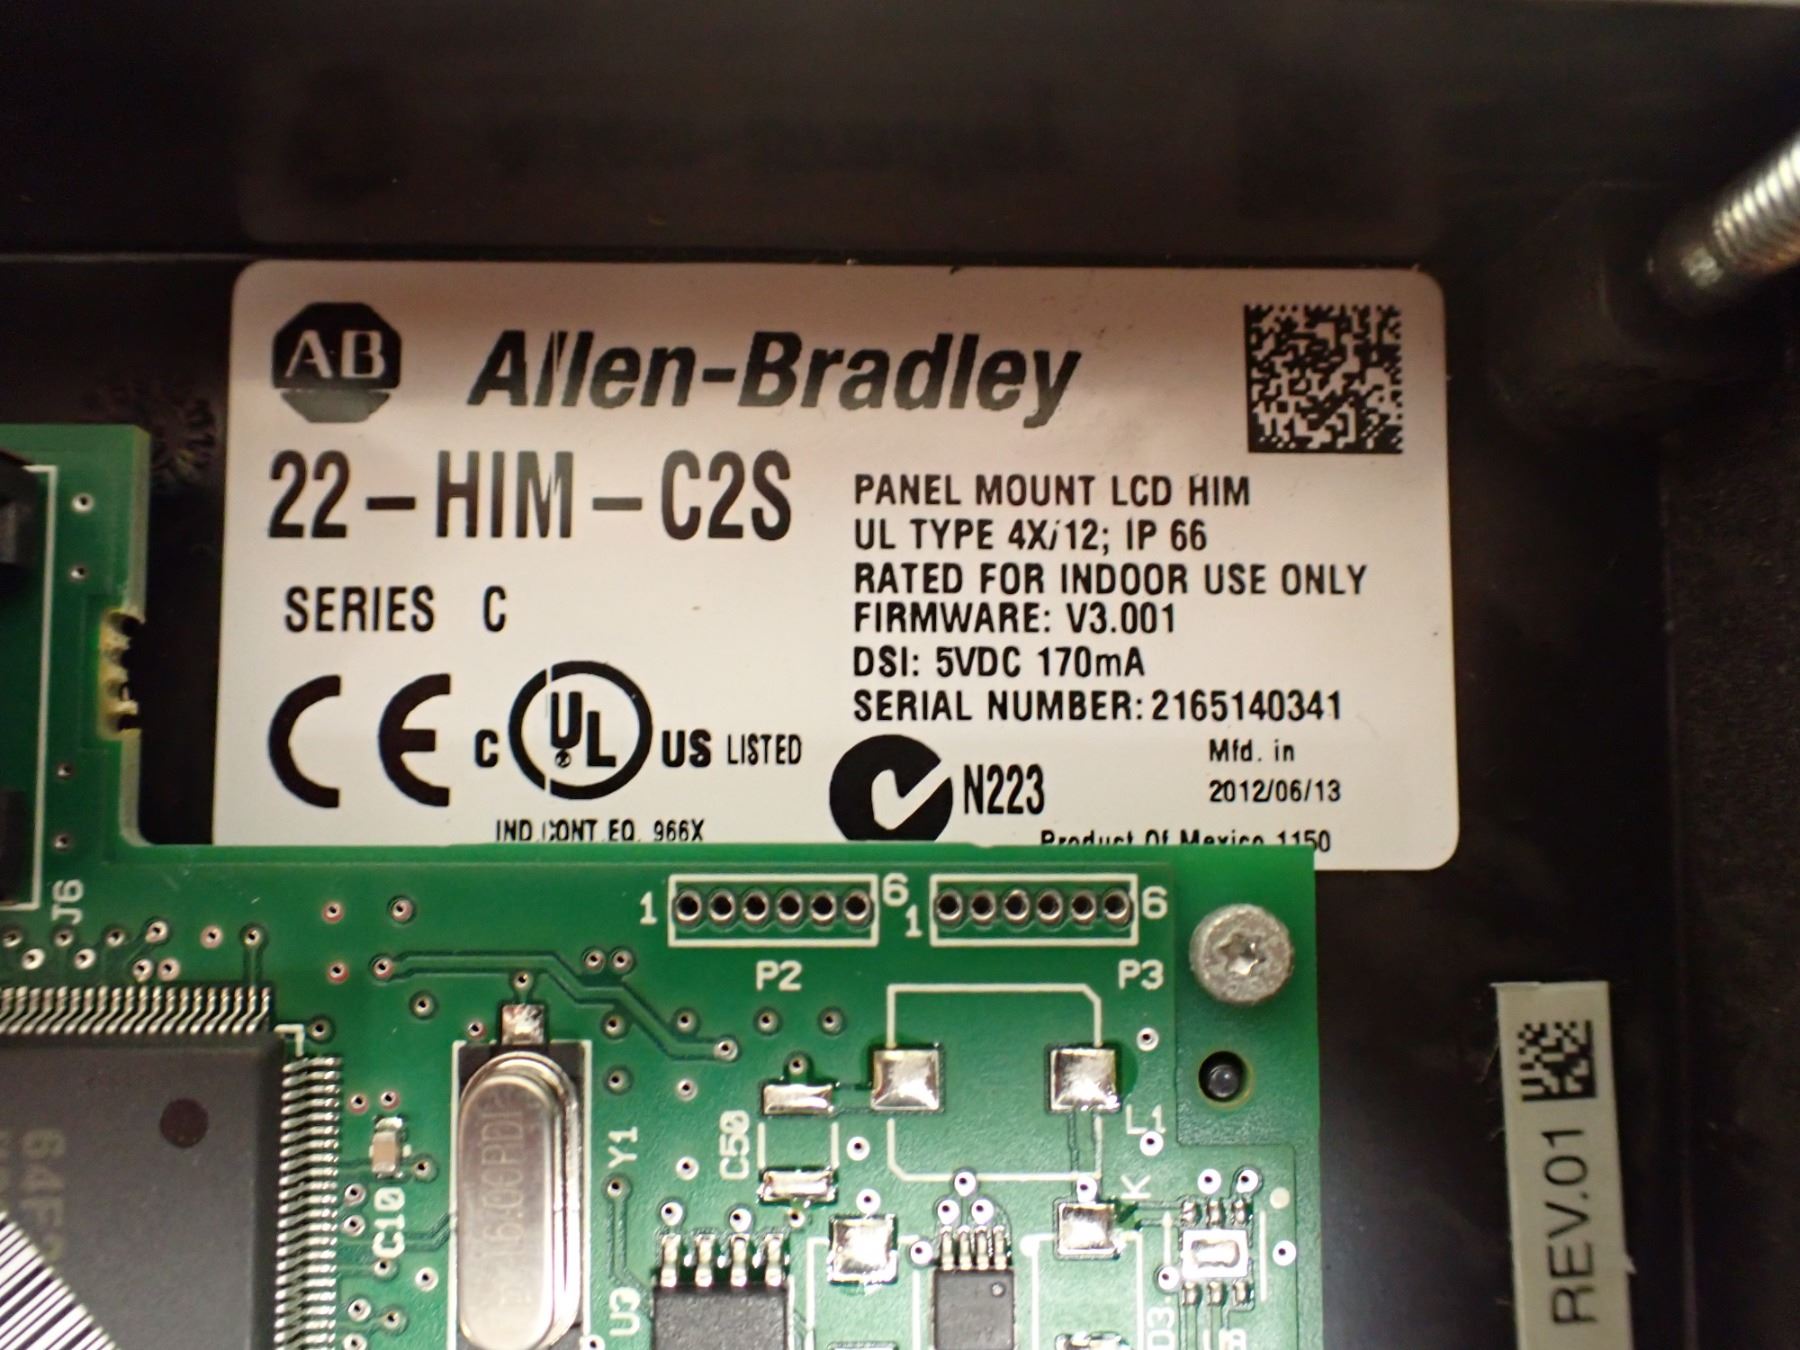 AB Allen-Bradley
22-HIM-C2S
SERIES C
PANEL MOUNT LCD HIM
UL TYPE 4X/12; IP 66
RATED FOR INDOOR USE ONLY
FIRMWARE: V3.001
DSI: 5VDC 170mA
SERIAL NUMBER: 2165140341
CE C UL US LISTED
IND.CONT.EQ. 966X
N223
Mfd. in
2012/06/13
Product Of Mexico 1150
J6
1 6
P2
1 6
P3
L1
C50
Y1
C10
16.00
K
U3
D3
REV.01